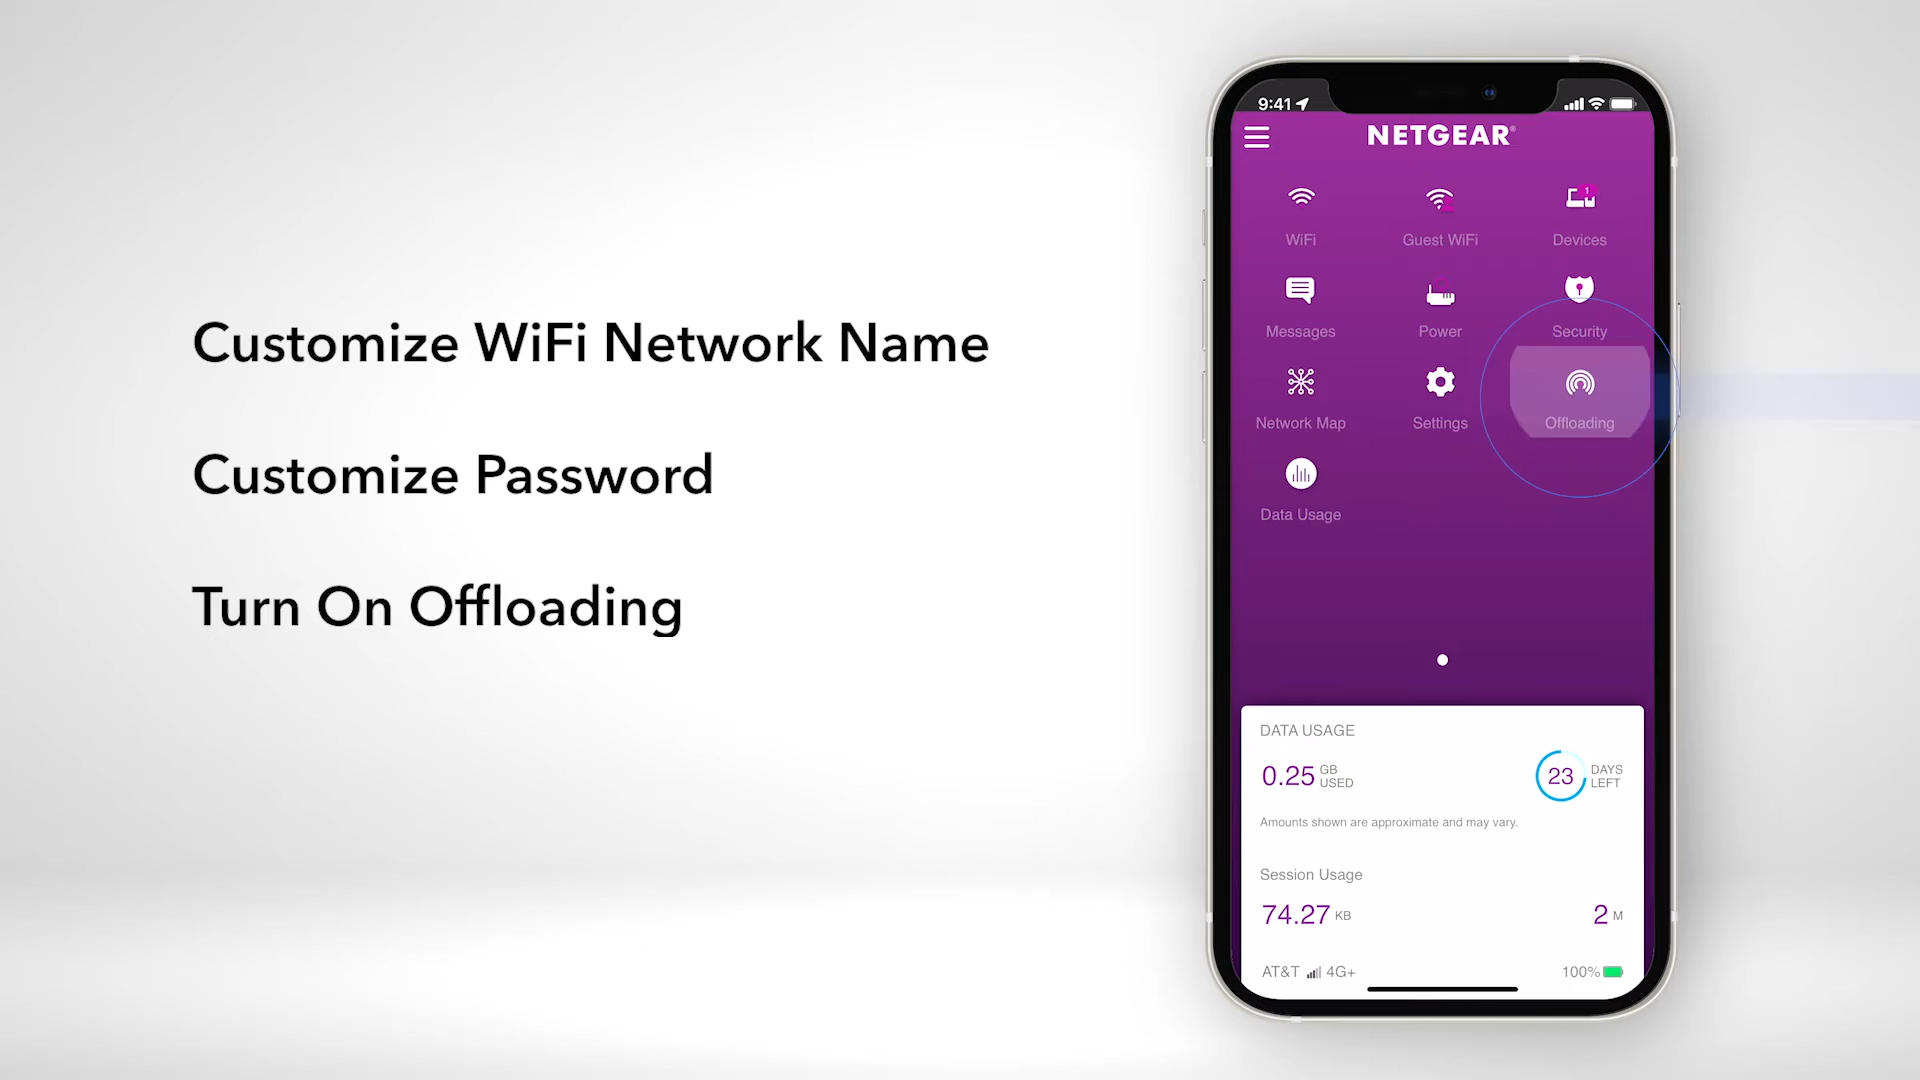 Customize WiFi Network Name
Customize Password
Turn On Offloading
9:41
NETGEAR®
WiFi
Guest WiFi
1
Devices
Messages
Power
Security
Network Map
Settings
Offloading
Data Usage
DATA USAGE
0.25 GB USED
23 DAYS LEFT
Amounts shown are approximate and may vary.
Session Usage
74.27 KB
2 M
AT&T 4G+
100%